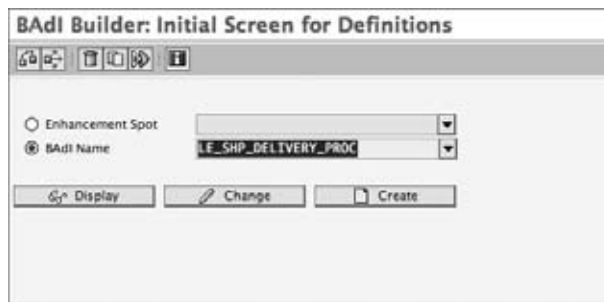 BAdI Builder: Initial Screen for Definitions
Enhancement Spot
BAdI Name LE_SHP_DELIVERY_PROC
Display Change Create